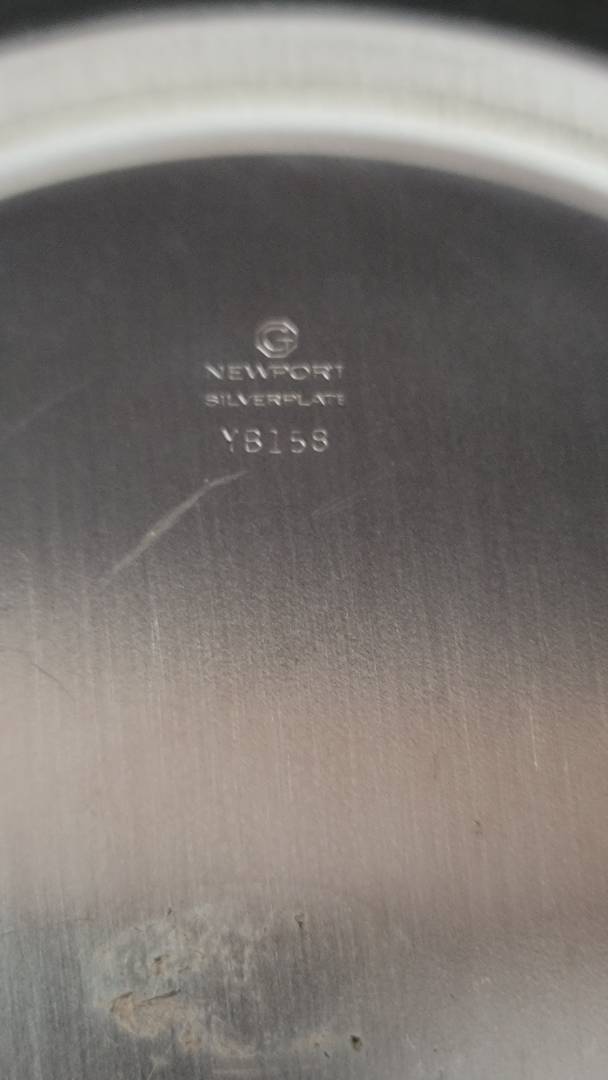 G
NEWPORT
SILVERPLATE
YB158